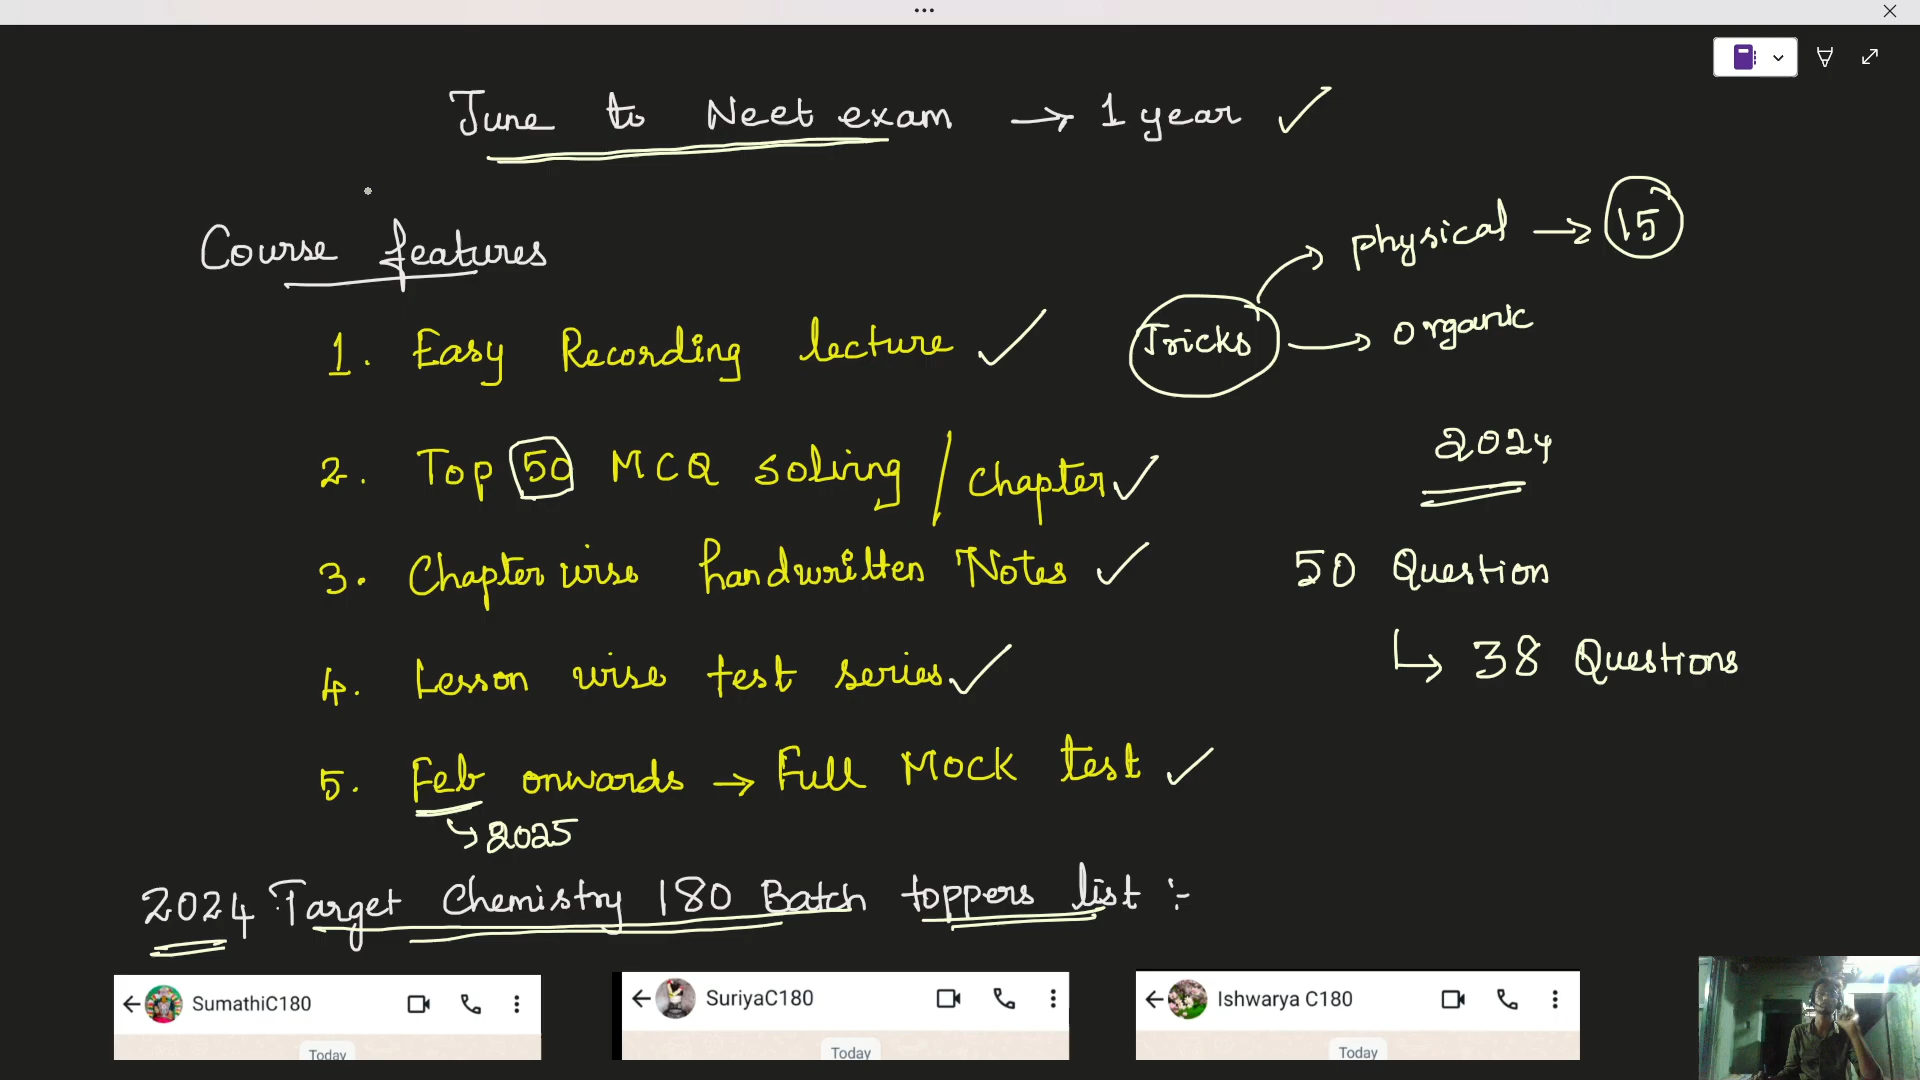 June to Neet exam → 1 year ✓
Course features
physical → 15
Tricks → organic
1. Easy Recording lecture ✓
2. Top 50 MCQ solving / Chapter ✓
2024
3. Chapter wise handwritten Notes ✓
50 Question
4. Lesson wise test series ✓
↳ 38 Questions
5. Feb onwards → Full Mock test ✓
↳ 2025
2024 Target Chemistry 180 Batch toppers list :-
SumathiC180
SuriyaC180
Ishwarya C180
Today
Today
Today